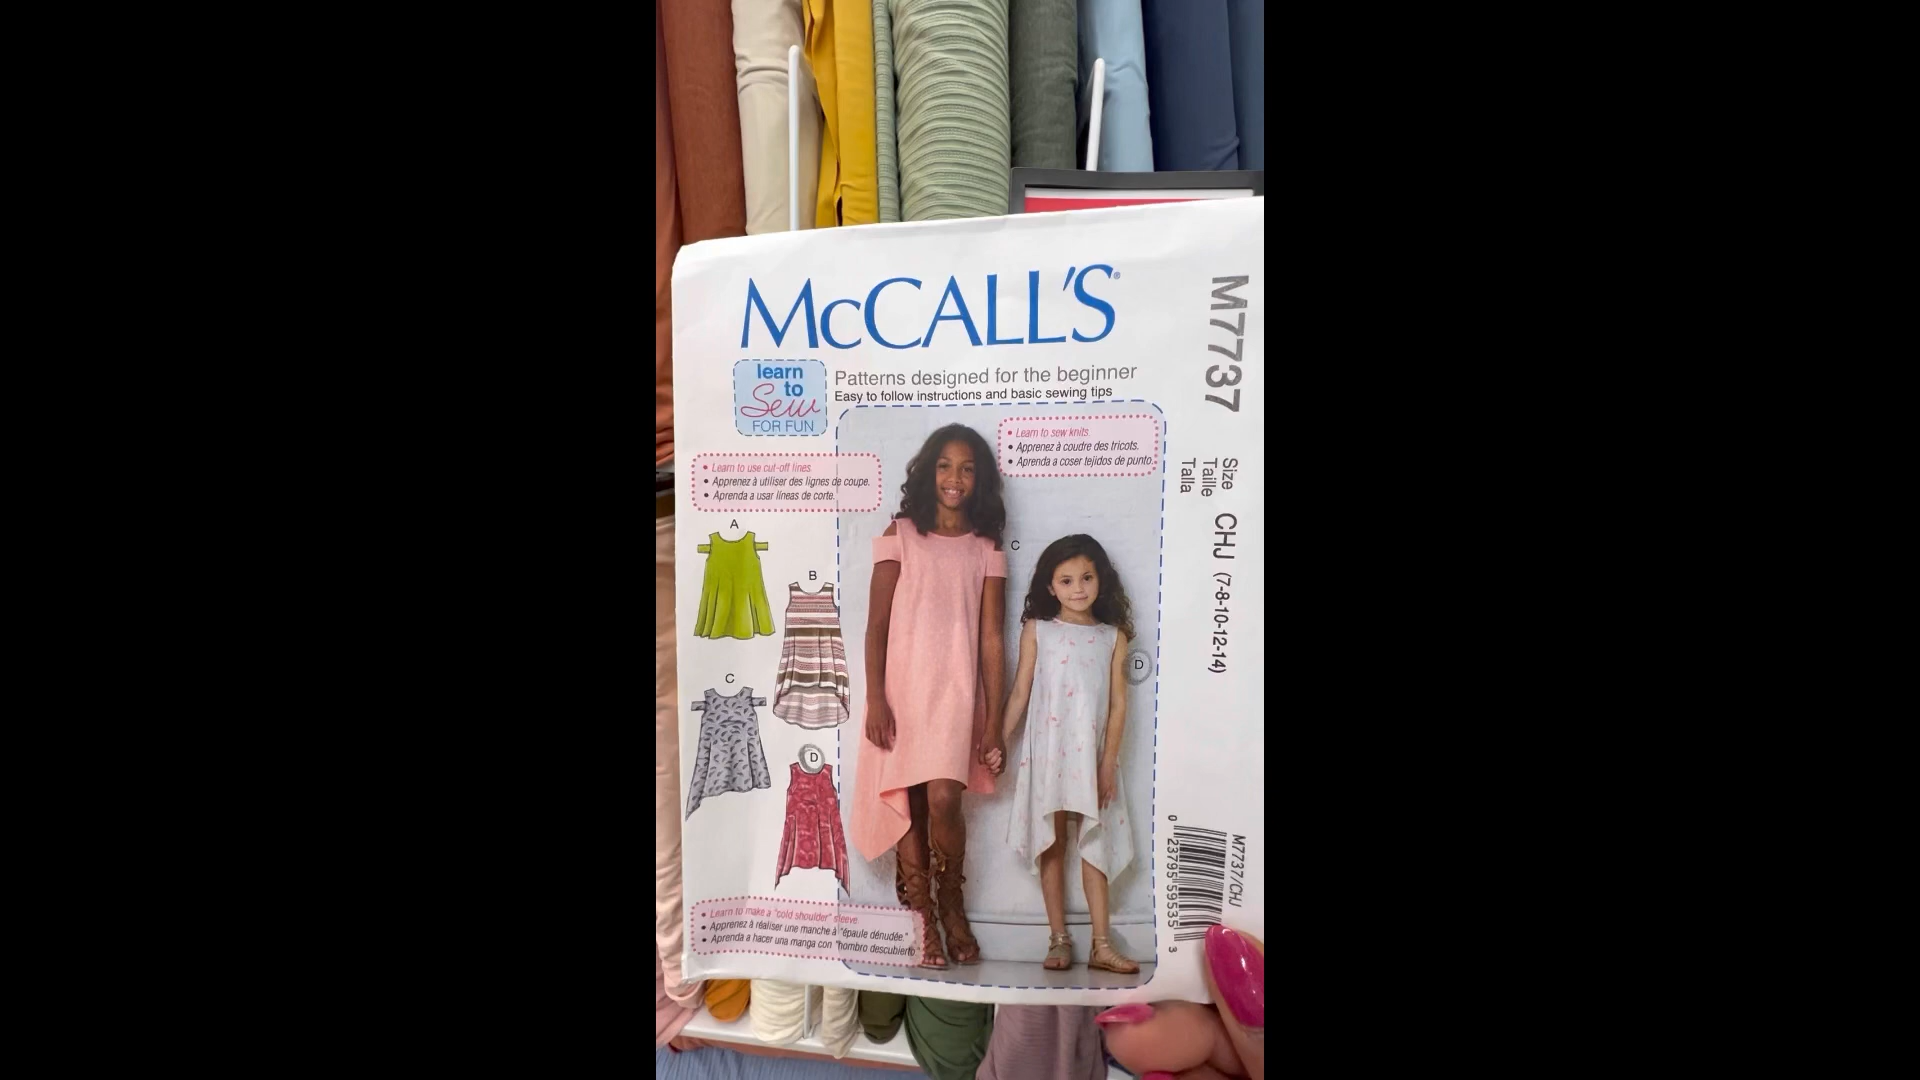 McCALL'S®
learn
to
Sew
FOR FUN
Patterns designed for the beginner
Easy to follow instructions and basic sewing tips
• Learn to sew knits.
• Apprenez à coudre des tricots.
• Aprenda a coser tejidos de punto.
• Learn to use cut-off lines.
• Apprenez à utiliser des lignes de coupe.
• Aprenda a usar líneas de corte.
A
B
C
D
C
D
• Learn to make a "cold shoulder" sleeve.
• Apprenez à réaliser une manche à "épaule dénudée."
• Aprenda a hacer una manga con "hombro descubierto"
M7737
Size
Taille
Talla
CHJ (7-8-10-12-14)
M7737/CHJ
0 23795 59535 3